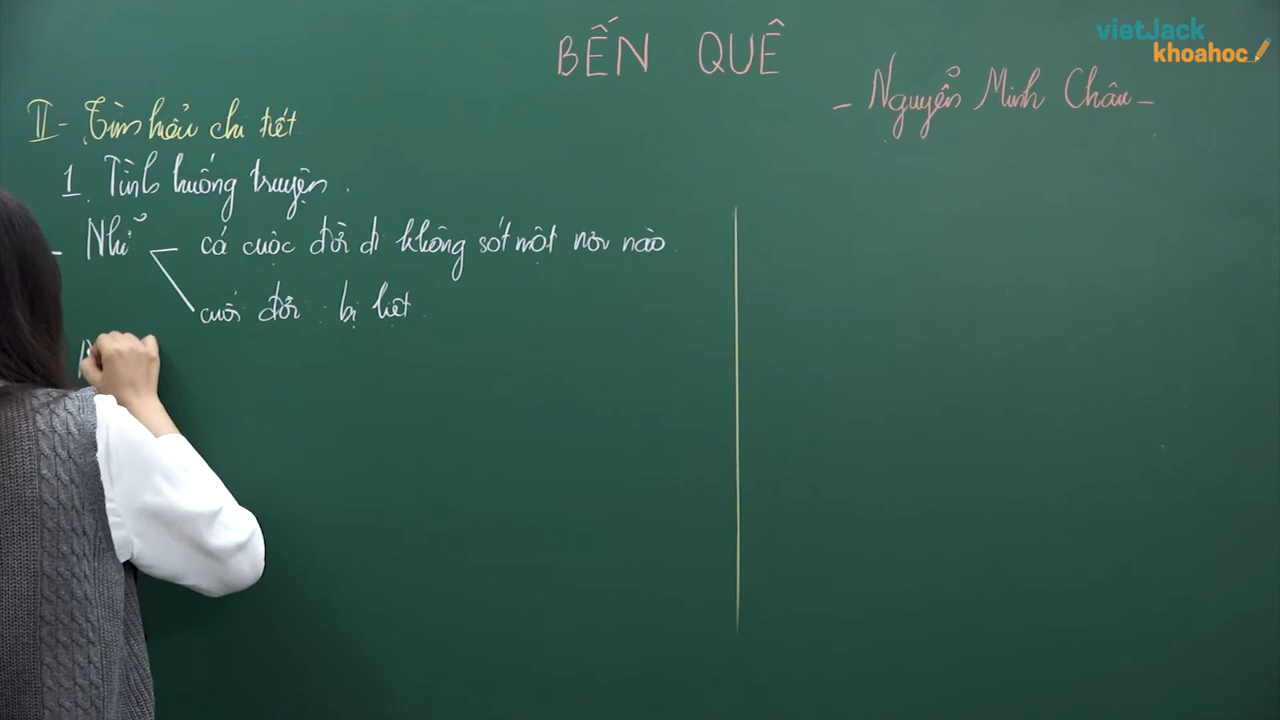 BẾN QUÊ
vietJack
khoahoc
- Nguyễn Minh Châu -
II - Tìm hiểu chi tiết
1. Tình huống truyện.
- Nhĩ - cả cuộc đời đi không sót một nơi nào
cuối đời bị liệt